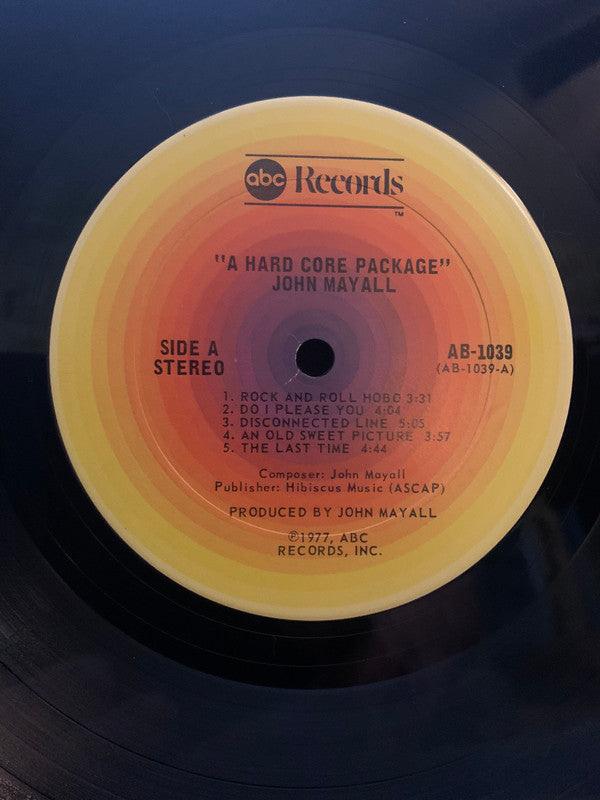 abc Records
TM
"A HARD CORE PACKAGE"
JOHN MAYALL
SIDE A
STEREO
AB-1039
(AB-1039-A)
1. ROCK AND ROLL HOBO 3:31
2. DO I PLEASE YOU 4:04
3. DISCONNECTED LINE 5:05
4. AN OLD SWEET PICTURE 3:57
5. THE LAST TIME 4:44
Composer: John Mayall
Publisher: Hibiscus Music (ASCAP)
PRODUCED BY JOHN MAYALL
℗1977, ABC
RECORDS, INC.